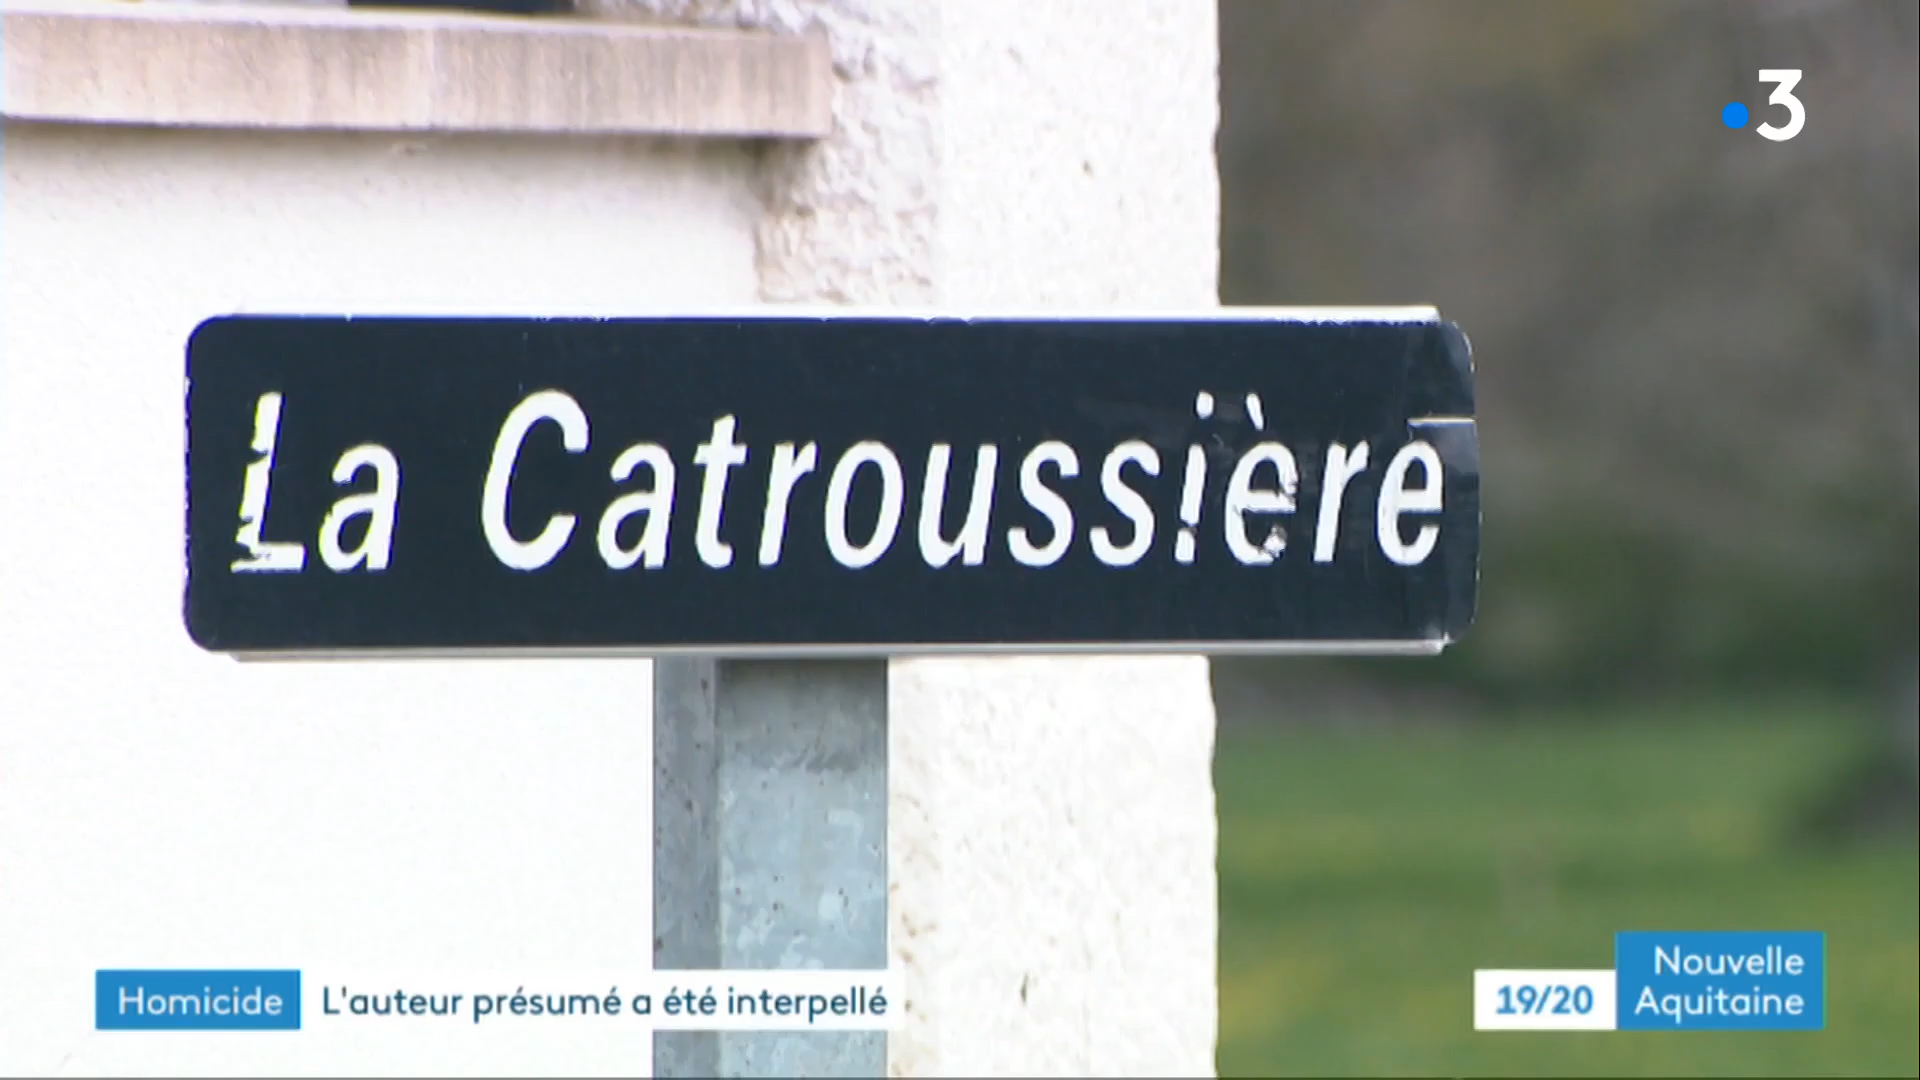 3
La Catroussière
Homicide L'auteur présumé a été interpellé
19/20 Nouvelle
Aquitaine